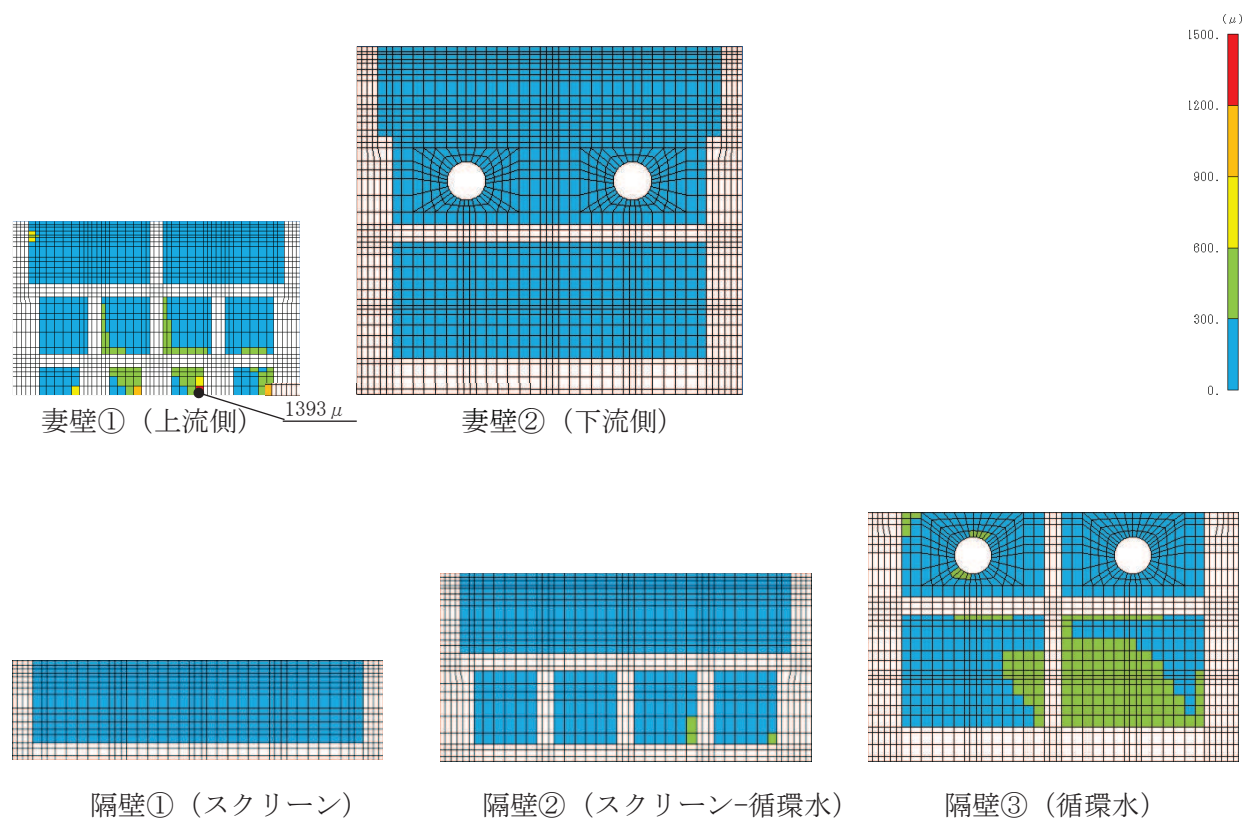 (μ)
1500.
1200.
900.
600.
300.
0.
1393μ
妻壁①（上流側）
妻壁②（下流側）
隔壁①（スクリーン）
隔壁②（スクリーン-循環水）
隔壁③（循環水）